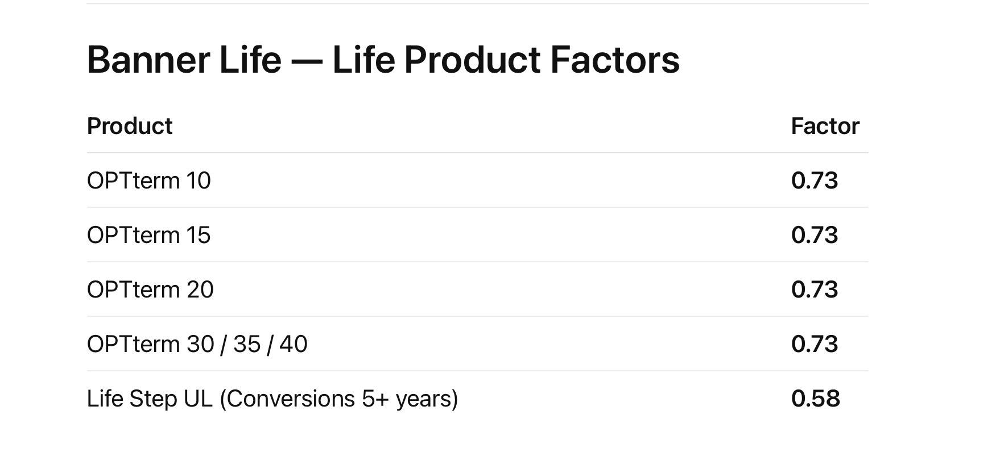 Banner Life — Life Product Factors
Product Factor
OPTterm 10 0.73
OPTterm 15 0.73
OPTterm 20 0.73
OPTterm 30 / 35 / 40 0.73
Life Step UL (Conversions 5+ years) 0.58